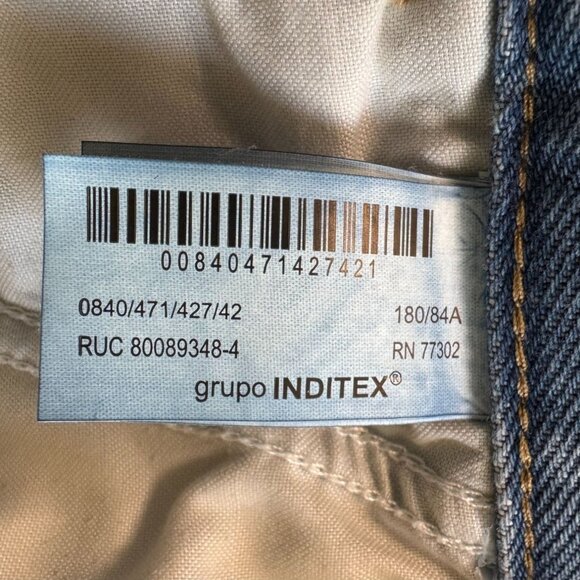 00840471427421
0840/471/427/42 180/84A
RUC 80089348-4 RN 77302
grupo INDITEX®